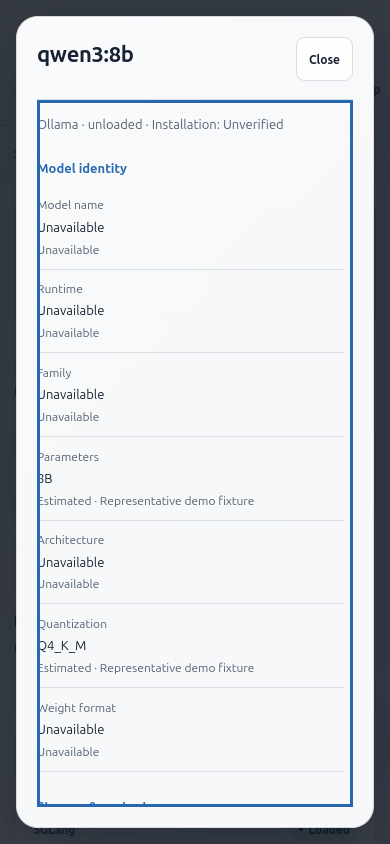 qwen3:8b
Close
Ollama · unloaded · Installation: Unverified
Model identity
Model name
Unavailable
Unavailable
Runtime
Unavailable
Unavailable
Family
Unavailable
Unavailable
Parameters
8B
Estimated · Representative demo fixture
Architecture
Unavailable
Unavailable
Quantization
Q4_K_M
Estimated · Representative demo fixture
Weight format
Unavailable
Unavailable
SGLang
• Loaded